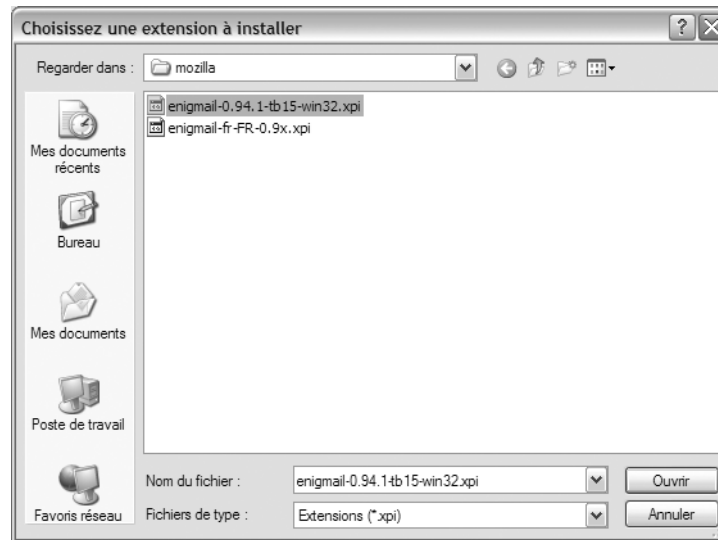 Choisissez une extension à installer
Regarder dans :
mozilla
enigmail-0.94.1-tb15-win32.xpi
enigmail-fr-FR-0.9x.xpi
Mes documents
récents
Bureau
Mes documents
Poste de travail
Favoris réseau
Nom du fichier :
enigmail-0.94.1-tb15-win32.xpi
Ouvrir
Fichiers de type :
Extensions (*.xpi)
Annuler